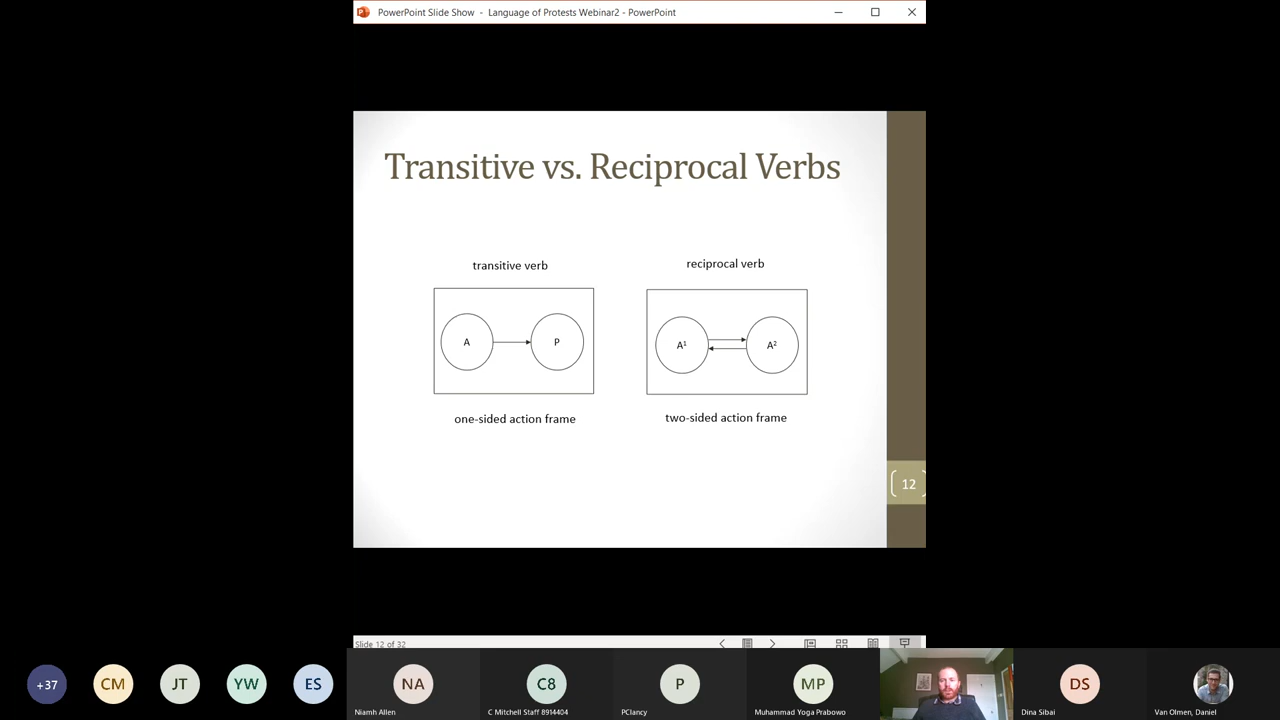 PowerPoint Slide Show - Language of Protests Webinar2 - PowerPoint
Transitive vs. Reciprocal Verbs
transitive verb
reciprocal verb
A
P
A¹
A²
one-sided action frame
two-sided action frame
12
Slide 12 of 32
+37
CM
JT
YW
ES
NA
C8
P
MP
DS
Niamh Allen
C Mitchell Staff 8914404
PClancy
Muhammad Yoga Prabowo
Dina Sibai
Van Olmen, Daniel